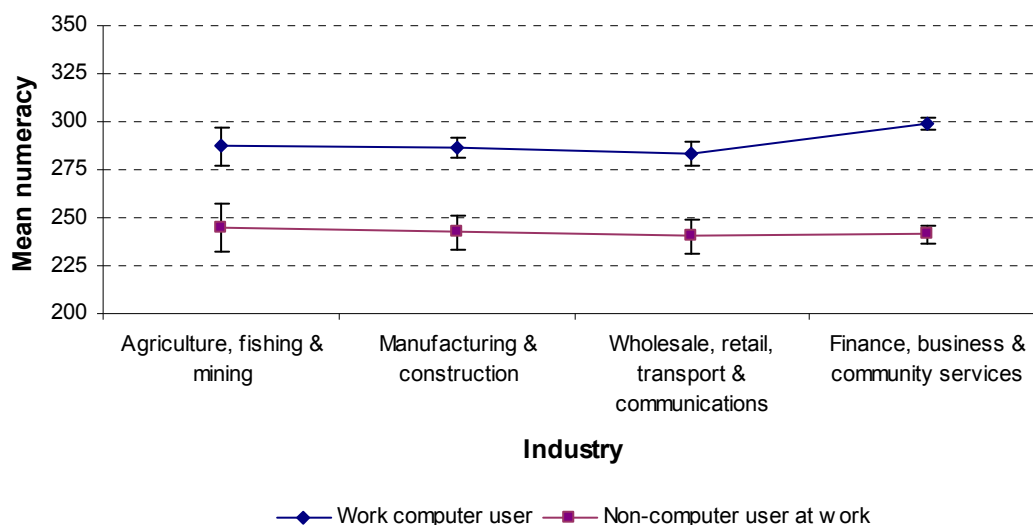 350
325
300
275
250
225
200
Mean numeracy
Agriculture, fishing &
mining
Manufacturing &
construction
Wholesale, retail,
transport &
communications
Finance, business &
community services
Industry
Work computer user
Non-computer user at work